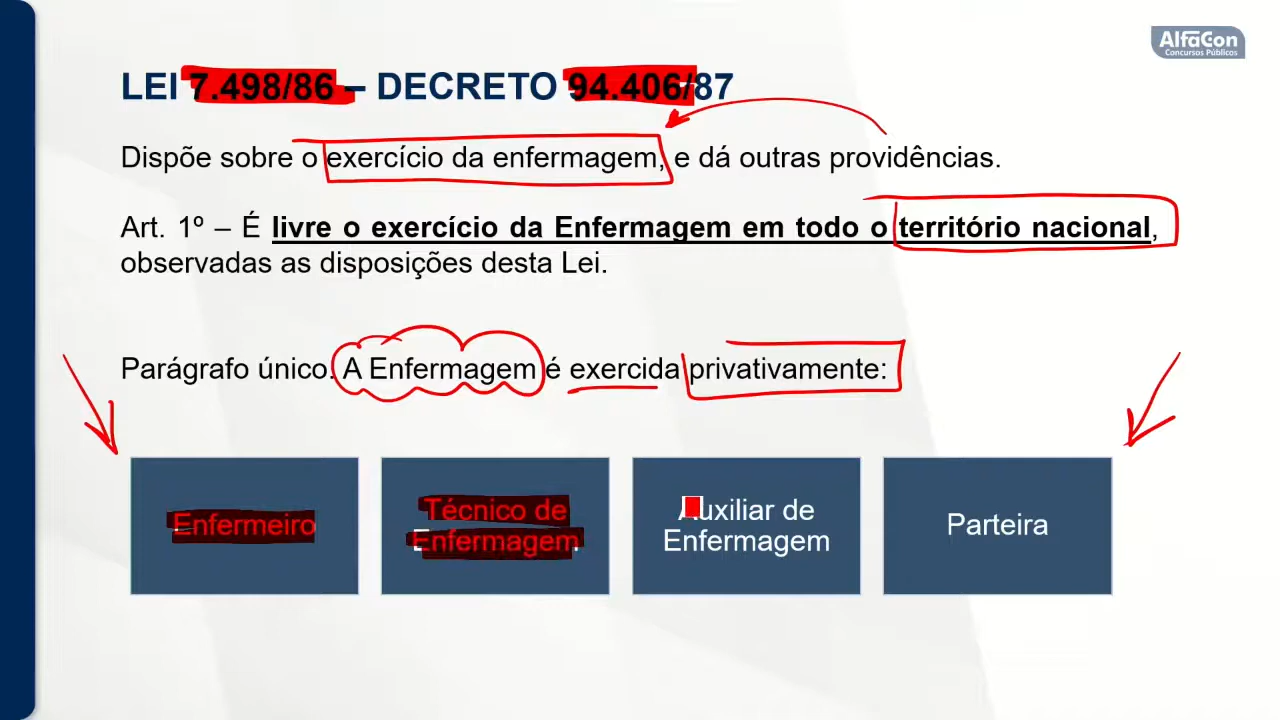 AlfaCon
Concursos Públicos
LEI 7.498/86 – DECRETO 94.406/87
Dispõe sobre o exercício da enfermagem, e dá outras providências.
Art. 1º – É livre o exercício da Enfermagem em todo o território nacional,
observadas as disposições desta Lei.
Parágrafo único. A Enfermagem é exercida privativamente:
Enfermeiro
Técnico de
Enfermagem
Auxiliar de
Enfermagem
Parteira